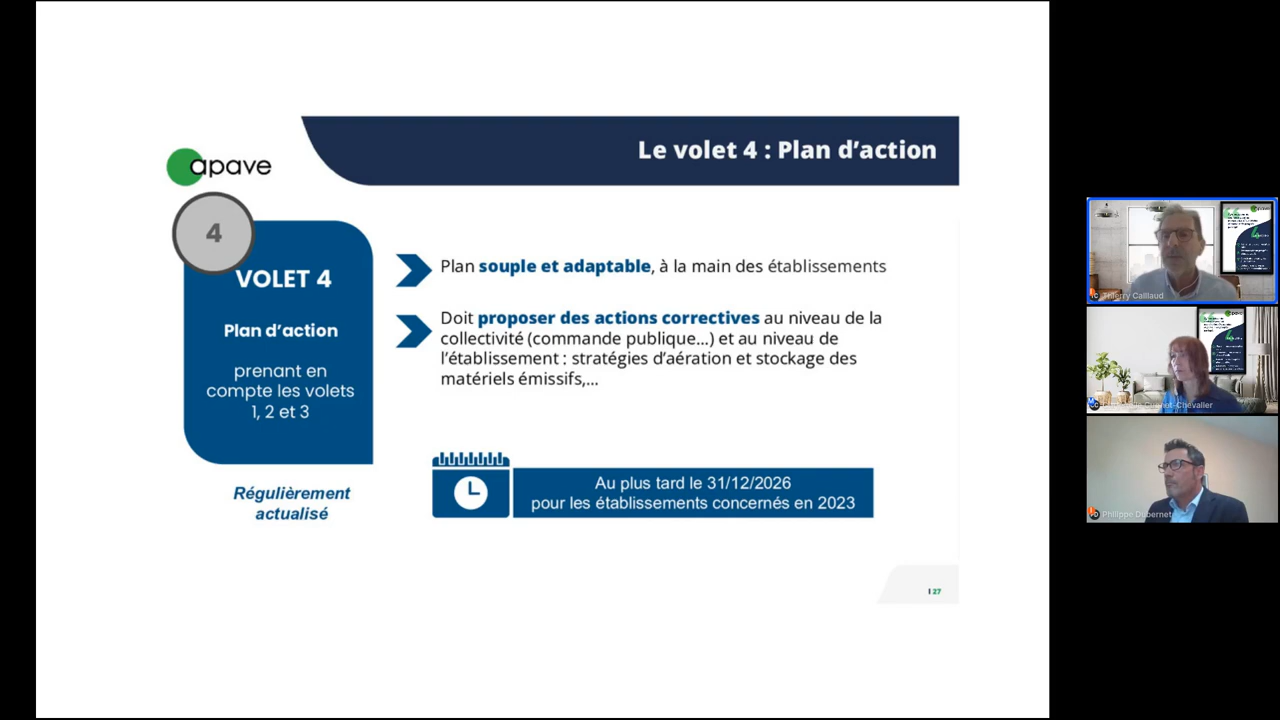 Le volet 4 : Plan d’action
apave
4
VOLET 4
Plan d’action
prenant en
compte les volets
1, 2 et 3
Régulièrement
actualisé
Plan souple et adaptable, à la main des établissements
Doit proposer des actions correctives au niveau de la
collectivité (commande publique...) et au niveau de
l’établissement : stratégies d’aération et stockage des
matériels émissifs,...
Au plus tard le 31/12/2026
pour les établissements concernés en 2023
27
Thierry Caillaud
Chevalier
Philippe Dubernet